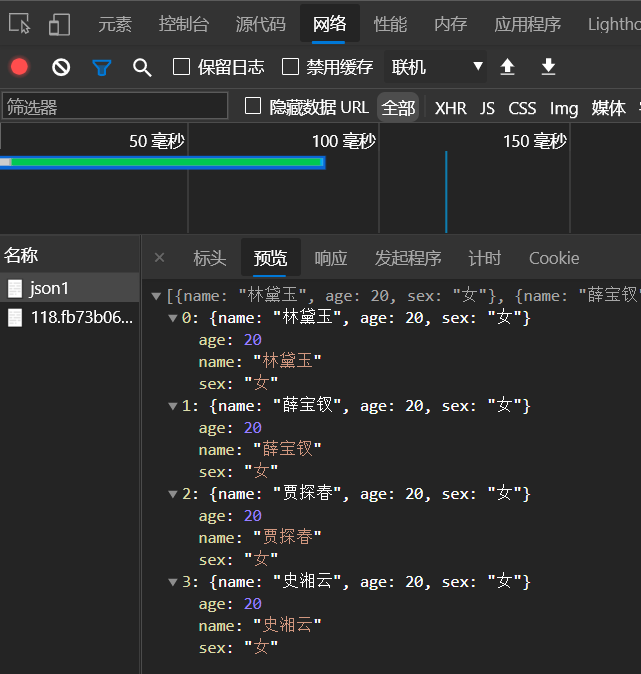 元素 控制台 源代码 网络 性能 内存 应用程序 Lightho
保留日志 禁用缓存 联机
筛选器 隐藏数据 URL 全部 XHR JS CSS Img 媒体
50 毫秒 100 毫秒 150 毫秒
名称 × 标头 预览 响应 发起程序 计时 Cookie
json1
118.fb73b06...
[{name: "林黛玉", age: 20, sex: "女"}, {name: "薛宝钗"
0: {name: "林黛玉", age: 20, sex: "女"}
age: 20
name: "林黛玉"
sex: "女"
1: {name: "薛宝钗", age: 20, sex: "女"}
age: 20
name: "薛宝钗"
sex: "女"
2: {name: "贾探春", age: 20, sex: "女"}
age: 20
name: "贾探春"
sex: "女"
3: {name: "史湘云", age: 20, sex: "女"}
age: 20
name: "史湘云"
sex: "女"